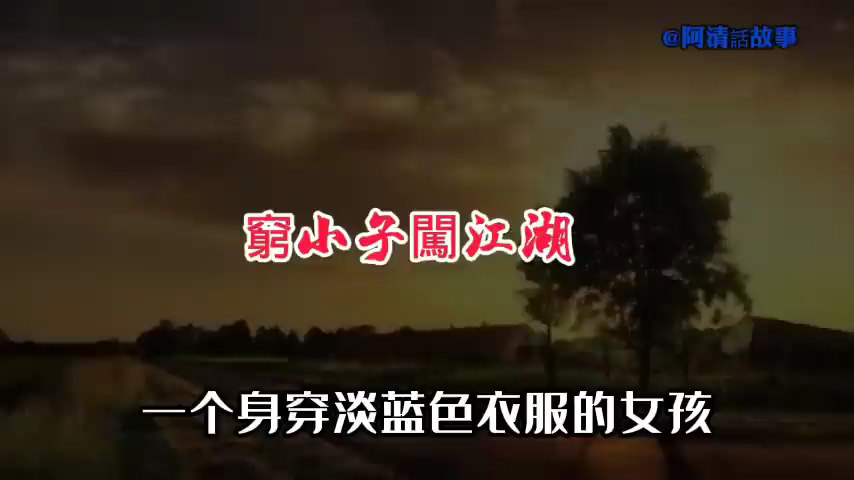 @阿清話故事
窮小子闖江湖
一个身穿淡蓝色衣服的女孩